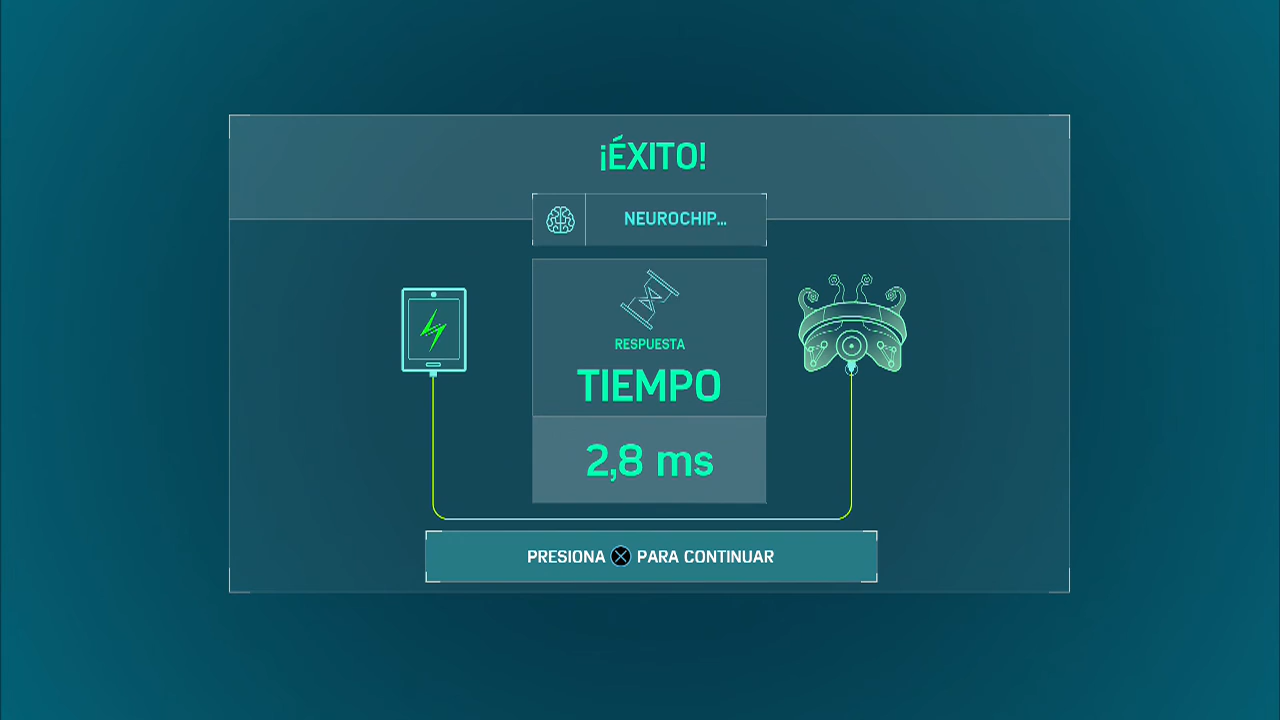 ¡ÉXITO!
NEUROCHIP...
RESPUESTA
TIEMPO
2,8 ms
PRESIONA PARA CONTINUAR